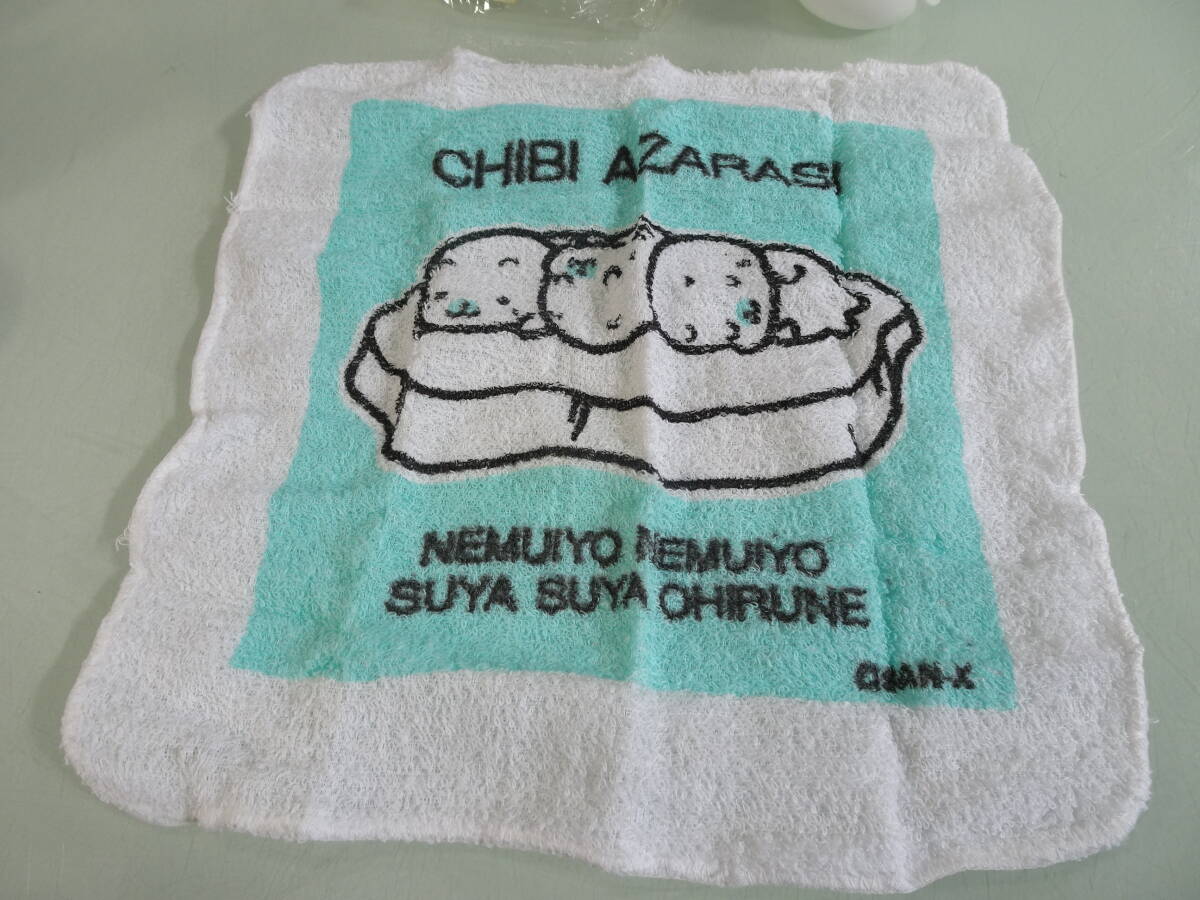 CHIBI AZARASI
NEMUIYO NEMUIYO
SUYA SUYA OHIRUNE
©SAN-X